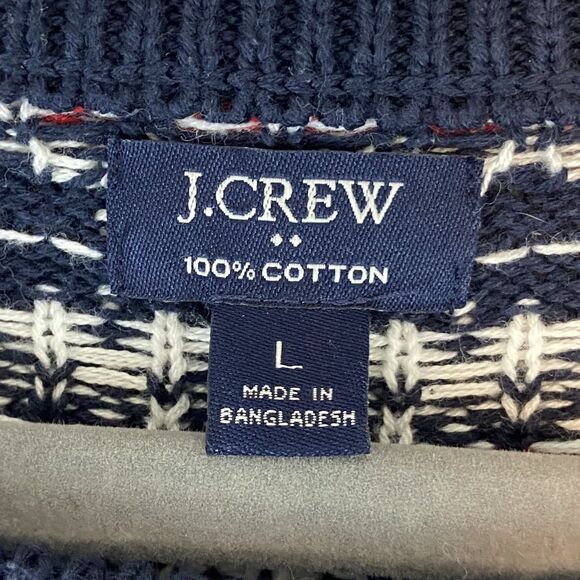 J.CREW
100% COTTON
L
MADE IN
BANGLADESH